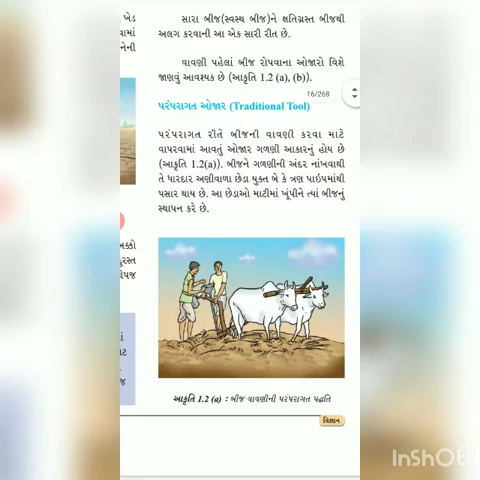 સારા બીજ(સ્વસ્થ બીજ)ને ક્ષતિગ્રસ્ત બીજથી
અલગ કરવાની આ એક સારી રીત છે.
વાવણી પહેલાં બીજ રોપવાના ઓજારો વિશે
જાણવું આવશ્યક છે (આકૃતિ 1.2 (a), (b)).
16/268
પરંપરાગત ઓજાર (Traditional Tool)
પરંપરાગત રીતે બીજની વાવણી કરવા માટે
વાપરવામાં આવતું ઓજાર ગળણી આકારનું હોય છે
(આકૃતિ 1.2(a)). બીજને ગળણીની અંદર નાંખવાથી
તે ધારદાર અણીવાળા છેડા યુક્ત બે કે ત્રણ પાઇપમાંથી
પસાર થાય છે. આ છેડાઓ માટીમાં ખૂંપીને ત્યાં બીજનું
સ્થાપન કરે છે.
આકૃતિ 1.2 (a) : બીજ વાવણીની પરંપરાગત પદ્ધતિ
વિજ્ઞાન
InShOt